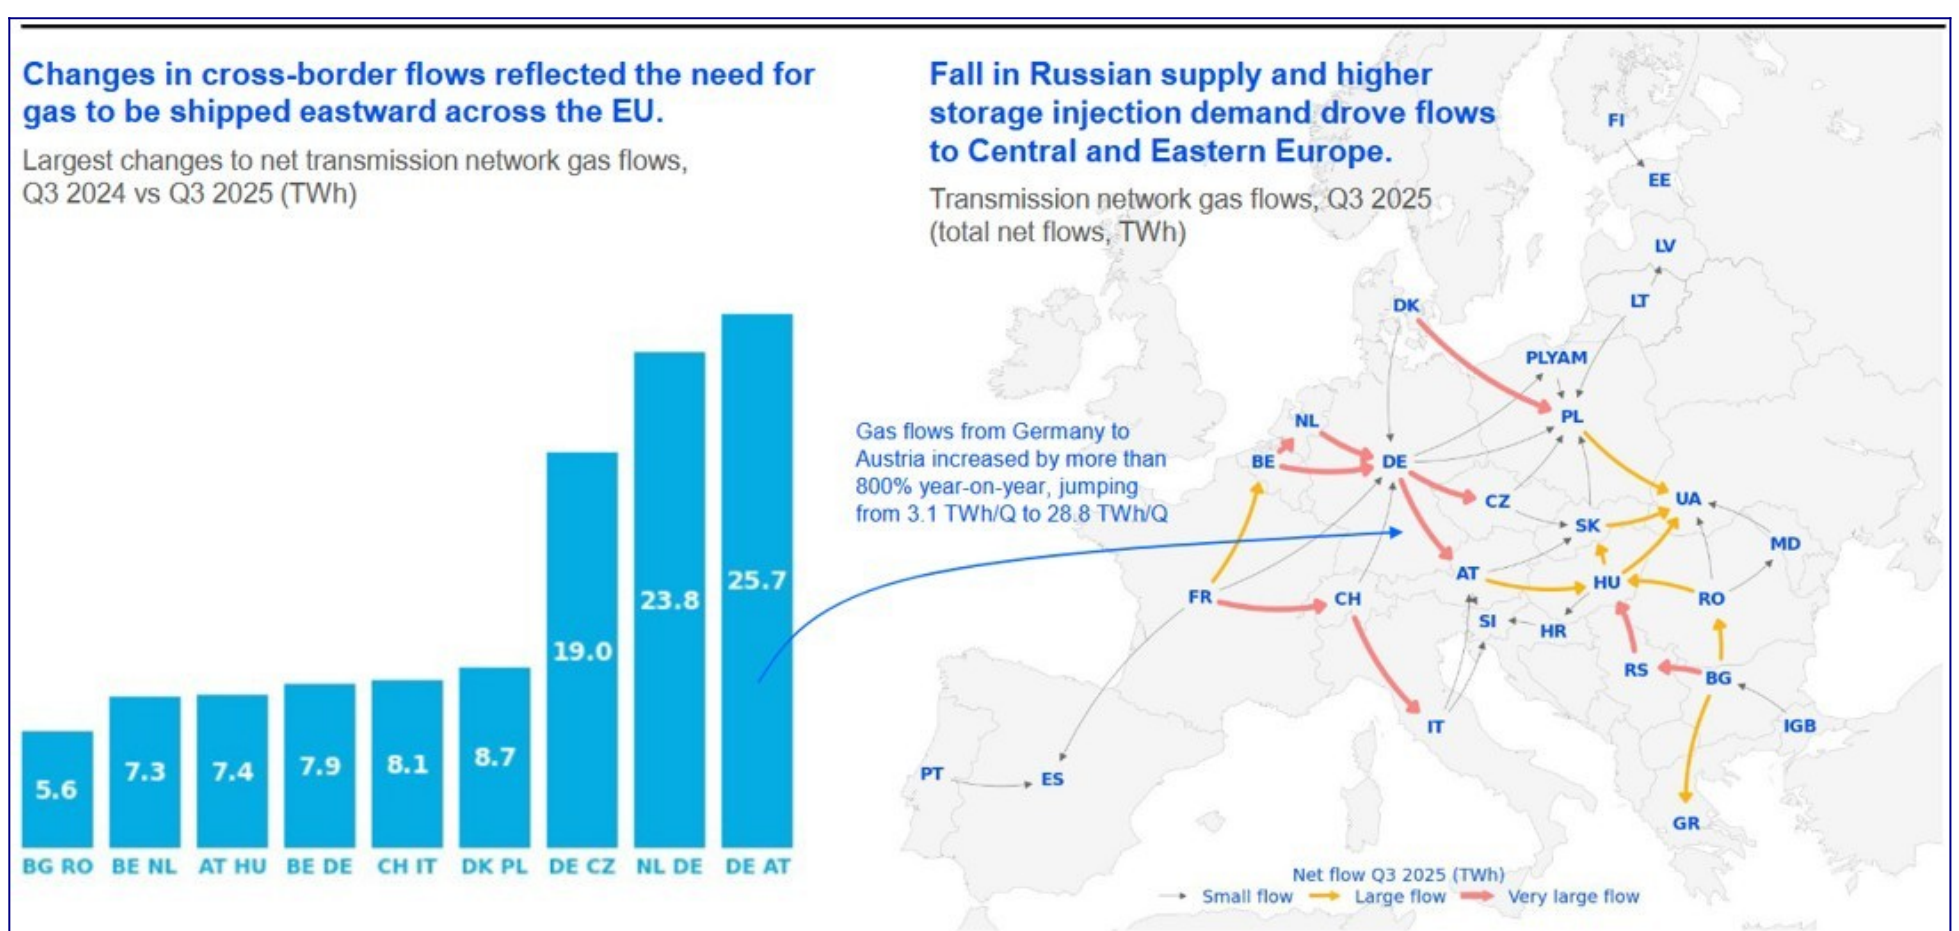 Changes in cross-border flows reflected the need for
gas to be shipped eastward across the EU.
Largest changes to net transmission network gas flows,
Q3 2024 vs Q3 2025 (TWh)
5.6
7.3
7.4
7.9
8.1
8.7
19.0
23.8
25.7
BG RO
BE NL
AT HU
BE DE
CH IT
DK PL
DE CZ
NL DE
DE AT
Gas flows from Germany to
Austria increased by more than
800% year-on-year, jumping
from 3.1 TWh/Q to 28.8 TWh/Q
Fall in Russian supply and higher
storage injection demand drove flows
to Central and Eastern Europe.
Transmission network gas flows, Q3 2025
(total net flows, TWh)
FI
EE
LV
LT
DK
PLYAM
PL
NL
BE
DE
CZ
UA
SK
MD
AT
HU
FR
CH
RO
SI
HR
RS
BG
IT
IGB
PT
ES
GR
Net flow Q3 2025 (TWh)
Small flow
Large flow
Very large flow